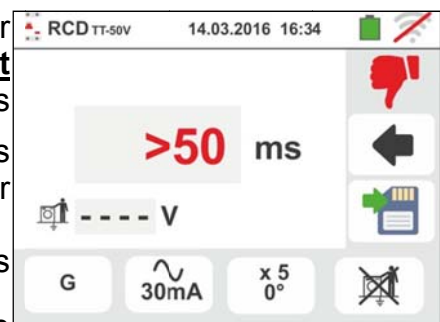 r
t
s
s
r
s
RCD TT-50V 14.03.2016 16:34
>50 ms
- - - - V
G
30mA
x 5
0°